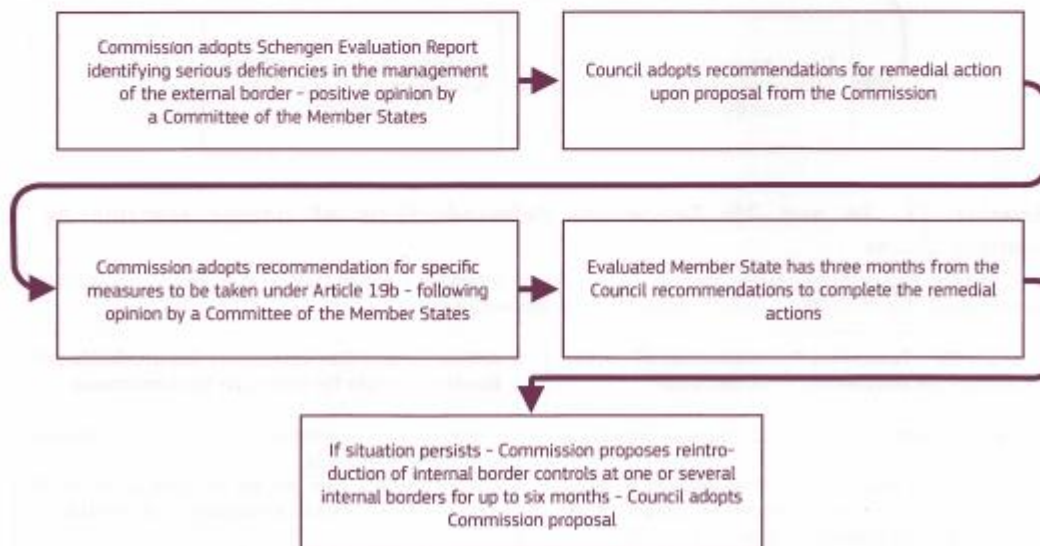 Commission adopts Schengen Evaluation Report
identifying serious deficiencies in the management
of the external border - positive opinion by
a Committee of the Member States
Council adopts recommendations for remedial action
upon proposal from the Commission
Commission adopts recommendation for specific
measures to be taken under Article 19b - following
opinion by a Committee of the Member States
Evaluated Member State has three months from the
Council recommendations to complete the remedial
actions
If situation persists - Commission proposes reintro-
duction of internal border controls at one or several
internal borders for up to six months - Council adopts
Commission proposal